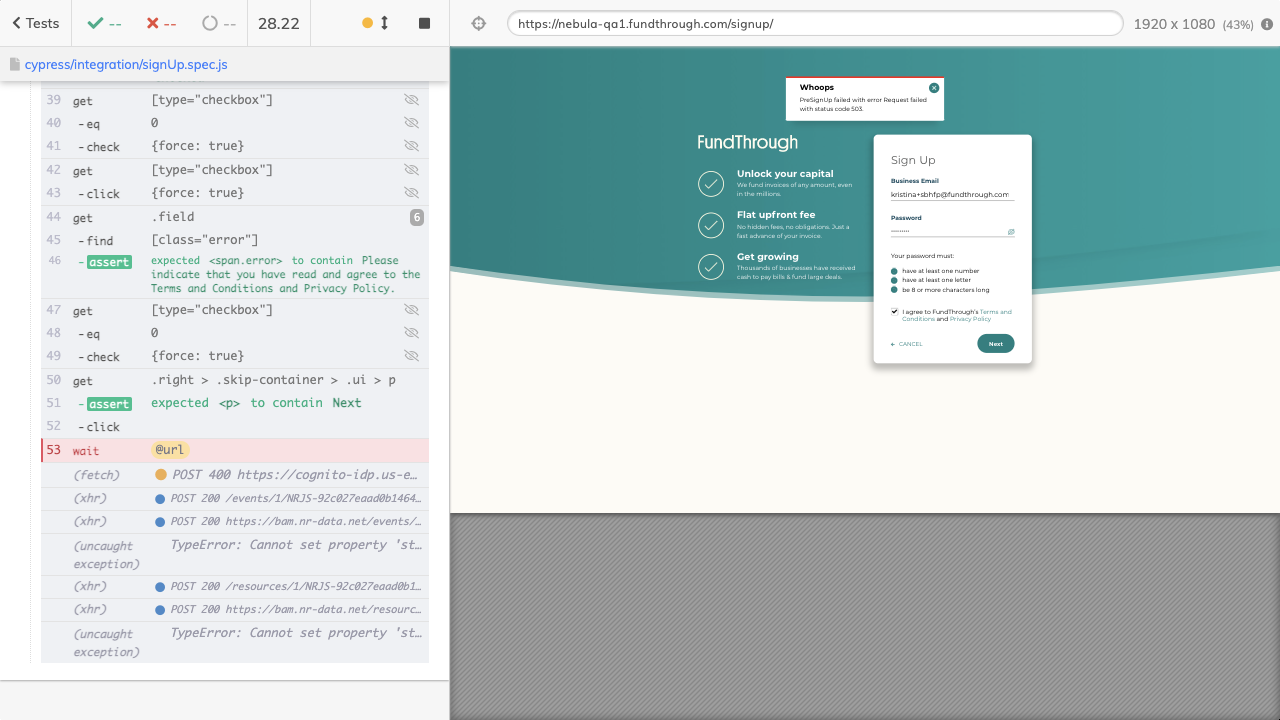 Tests
--
--
--
28.22
https://nebula-qa1.fundthrough.com/signup/
1920 x 1080 (43%)
cypress/integration/signUp.spec.js
39 get [type="checkbox"]
40 0
41 -check [force: true]
[type="checkbox"]
[force: true]
44 get .field 6
[class=error]
-assert expected <div.error> to contain Please
indicate that you have read and agree to the
Terms and Conditions and Privacy Policy
get [type="checkbox"]
0
49 -check [force: true]
50 get .right > .skip-container > .ui > p
51 -assert expected <p> to contain Next
52 -click
53 wait @url
(fetch) POST 400 https://cognito-idp.us-e…
(xhr) POST 200 /events/1/NRJS-92c027eaad0b1464…
(xhr) POST 200 https://bam.nr-data.net/events/…
(uncaught exception) TypeError: Cannot set property 'st…
(xhr) POST 200 /resources/1/NRJS-92c027eaad0b1…
(xhr) POST 200 https://bam.nr-data.net/resourc…
(uncaught exception) TypeError: Cannot set property 'st…
Whoops
PreSignUp failed with error Request failed
with status code 503.
FundThrough
Unlock your capital
We fund invoices of any amount, even
in the millions.
Flat upfront fee
No hidden fees, no obligations. Just a
fast advance of your invoice.
Get growing
Thousands of businesses have received
cash to pay bills & fund large deals.
Sign Up
Business Email
kristina+sbhfp@fundthrough.com
Password
Your password must:
have at least one number
have at least one letter
be 8 or more characters long
I agree to FundThrough's Terms and
Conditions and Privacy Policy
CANCEL
Next